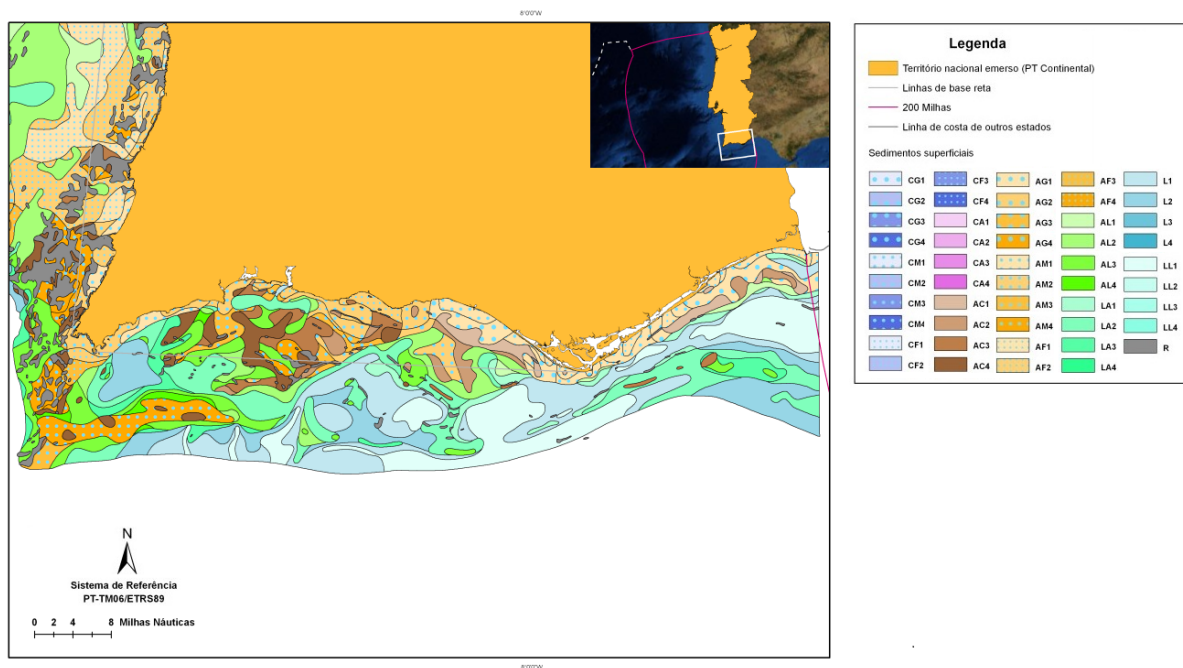 8°0'0"W
Legenda
Território nacional emerso (PT Continental)
Linhas de base reta
200 Milhas
Linha de costa de outros estados
Sedimentos superficiais
CG1 CF3 AG1 AF3 L1
CG2 CF4 AG2 AF4 L2
CG3 CA1 AG3 AL1 L3
CG4 CA2 AG4 AL2 L4
CM1 CA3 AM1 AL3 LL1
CM2 CA4 AM2 AL4 LL2
CM3 AC1 AM3 LA1 LL3
CM4 AC2 AM4 LA2 LL4
CF1 AC3 AF1 LA3 R
CF2 AC4 AF2 LA4
N
Sistema de Referência
PT-TM06/ETRS89
0 2 4 8 Milhas Náuticas
8°0'0"W